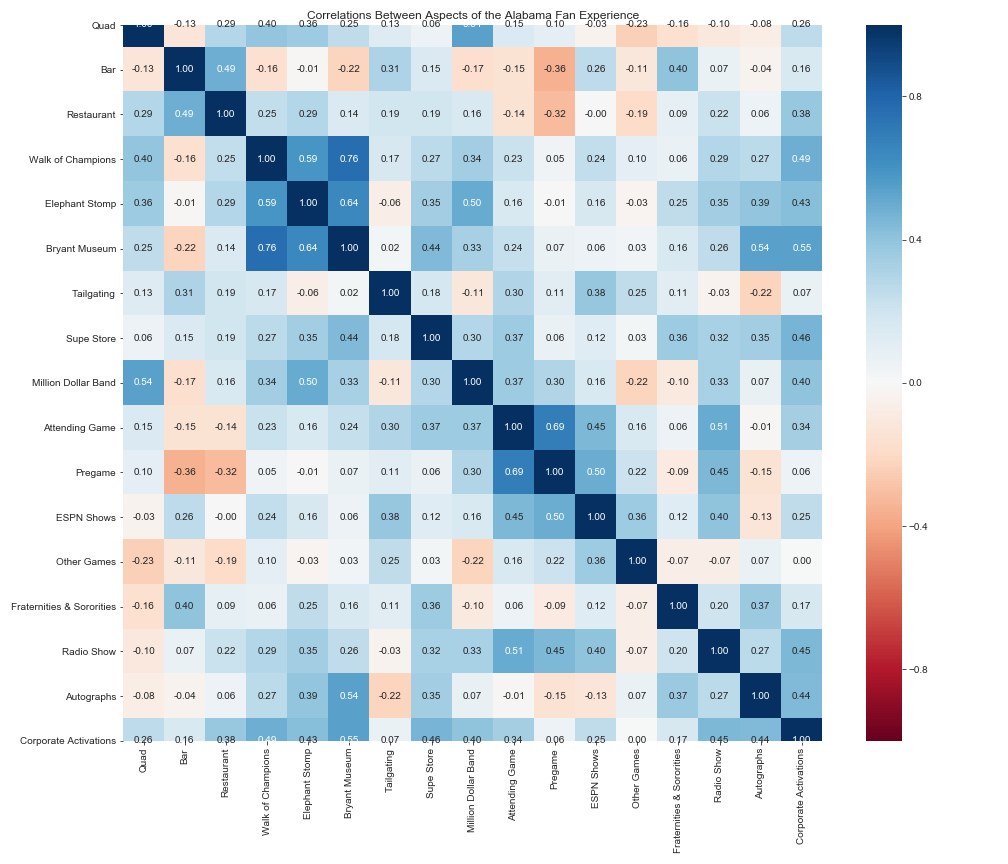 Correlations Between Aspects of the Alabama Fan Experience
Quad -0.13 0.29 0.40 0.36 0.25 0.13 0.06 0.54 0.15 0.10 -0.03 -0.23 -0.16 -0.10 -0.08 0.26
Bar -0.13 1.00 0.49 -0.16 -0.01 -0.22 0.31 0.15 -0.17 -0.15 -0.36 0.26 -0.11 0.40 0.07 -0.04 0.16
Restaurant 0.29 0.49 1.00 0.25 0.29 0.14 0.19 0.19 0.16 -0.14 -0.32 -0.00 -0.19 0.09 0.22 0.06 0.38
Walk of Champions 0.40 -0.16 0.25 1.00 0.59 0.76 0.17 0.27 0.34 0.23 0.05 0.24 0.10 0.06 0.29 0.27 0.49
Elephant Stomp 0.36 -0.01 0.29 0.59 1.00 0.64 -0.06 0.35 0.50 0.16 -0.01 0.16 -0.03 0.25 0.35 0.39 0.43
Bryant Museum 0.25 -0.22 0.14 0.76 0.64 1.00 0.02 0.44 0.33 0.24 0.07 0.06 0.03 0.16 0.26 0.54 0.55
Tailgating 0.13 0.31 0.19 0.17 -0.06 0.02 1.00 0.18 -0.11 0.30 0.11 0.38 0.25 0.11 -0.03 -0.22 0.07
Supe Store 0.06 0.15 0.19 0.27 0.35 0.44 0.18 1.00 0.30 0.37 0.06 0.12 0.03 0.36 0.32 0.35 0.46
Million Dollar Band 0.54 -0.17 0.16 0.34 0.50 0.33 -0.11 0.30 1.00 0.37 0.30 0.16 -0.22 -0.10 0.33 0.07 0.40
Attending Game 0.15 -0.15 -0.14 0.23 0.16 0.24 0.30 0.37 0.37 1.00 0.69 0.45 0.16 0.06 0.51 -0.01 0.34
Pregame 0.10 -0.36 -0.32 0.05 -0.01 0.07 0.11 0.06 0.30 0.69 1.00 0.50 0.22 -0.09 0.45 -0.15 0.06
ESPN Shows -0.03 0.26 -0.00 0.24 0.16 0.06 0.38 0.12 0.16 0.45 0.50 1.00 0.36 0.12 0.40 -0.13 0.25
Other Games -0.23 -0.11 -0.19 0.10 -0.03 0.03 0.25 0.03 -0.22 0.16 0.22 0.36 1.00 -0.07 -0.07 0.07 0.00
Fraternities & Sororities -0.16 0.40 0.09 0.06 0.25 0.16 0.11 0.36 -0.10 0.06 -0.09 0.12 -0.07 1.00 0.20 0.37 0.17
Radio Show -0.10 0.07 0.22 0.29 0.35 0.26 -0.03 0.32 0.33 0.51 0.45 0.40 -0.07 0.20 1.00 0.27 0.45
Autographs -0.08 -0.04 0.06 0.27 0.39 0.54 -0.22 0.35 0.07 -0.01 -0.15 -0.13 0.07 0.37 0.27 1.00 0.44
Corporate Activations 0.26 0.16 0.38 0.49 0.43 0.55 0.07 0.46 0.40 0.34 0.06 0.25 0.00 0.17 0.45 0.44 1.00
Quad
Bar
Restaurant
Walk of Champions
Elephant Stomp
Bryant Museum
Tailgating
Supe Store
Million Dollar Band
Attending Game
Pregame
ESPN Shows
Other Games
Fraternities & Sororities
Radio Show
Autographs
Corporate Activations
0.8
0.4
0.0
-0.4
-0.8